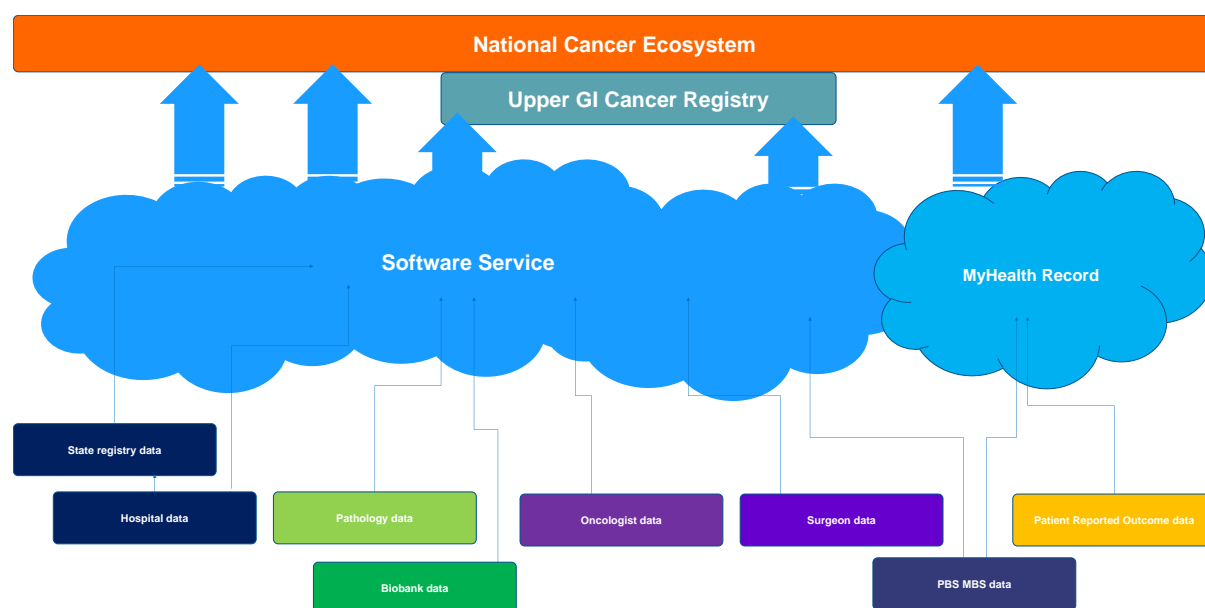 National Cancer Ecosystem
Upper GI Cancer Registry
Software Service
MyHealth Record
State registry data
Hospital data
Pathology data
Oncologist data
Surgeon data
Patient Reported Outcome data
Biobank data
PBS MBS data